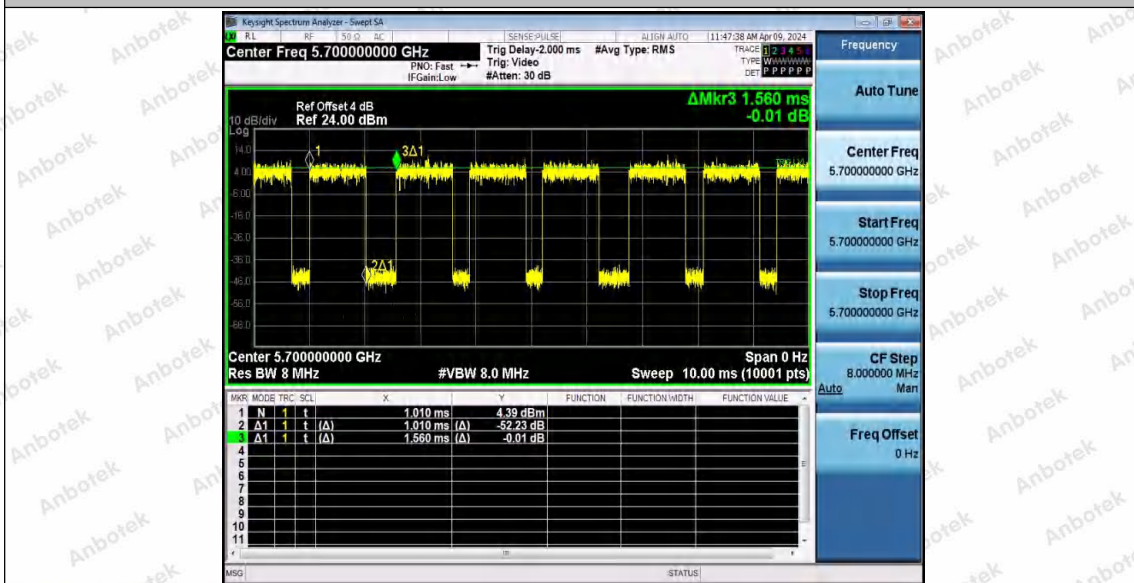 Keysight Spectrum Analyzer - Swept SA
RL RF 50 Ω AC SENSE:PULSE ALIGN AUTO 11:47:38 AM Apr 09, 2024
Center Freq 5.700000000 GHz
PNO: Fast
IFGain:Low
Trig Delay-2.000 ms
Trig: Video
#Atten: 30 dB
#Avg Type: RMS
TRACE 1 2 3 4 5 6
TYPE WWWWWW
DET P P P P P P
ΔMkr3 1.560 ms
-0.01 dB
Ref Offset 4 dB
10 dB/div Ref 24.00 dBm
Log
14.0
4.00
-6.00
-16.0
-26.0
-36.0
-46.0
-56.0
-66.0
1
3Δ1
2Δ1
Center 5.700000000 GHz Span 0 Hz
Res BW 8 MHz #VBW 8.0 MHz Sweep 10.00 ms (10001 pts)
MKR MODE TRC SCL X Y FUNCTION FUNCTION WIDTH FUNCTION VALUE
1 N 1 t 1.010 ms 4.39 dBm
2 Δ1 1 t (Δ) 1.010 ms (Δ) -52.23 dB
3 Δ1 1 t (Δ) 1.560 ms (Δ) -0.01 dB
4
5
6
7
8
9
10
11
MSG STATUS
Frequency
Auto Tune
Center Freq
5.700000000 GHz
Start Freq
5.700000000 GHz
Stop Freq
5.700000000 GHz
CF Step
8.000000 MHz
Auto Man
Freq Offset
0 Hz
Anbotek